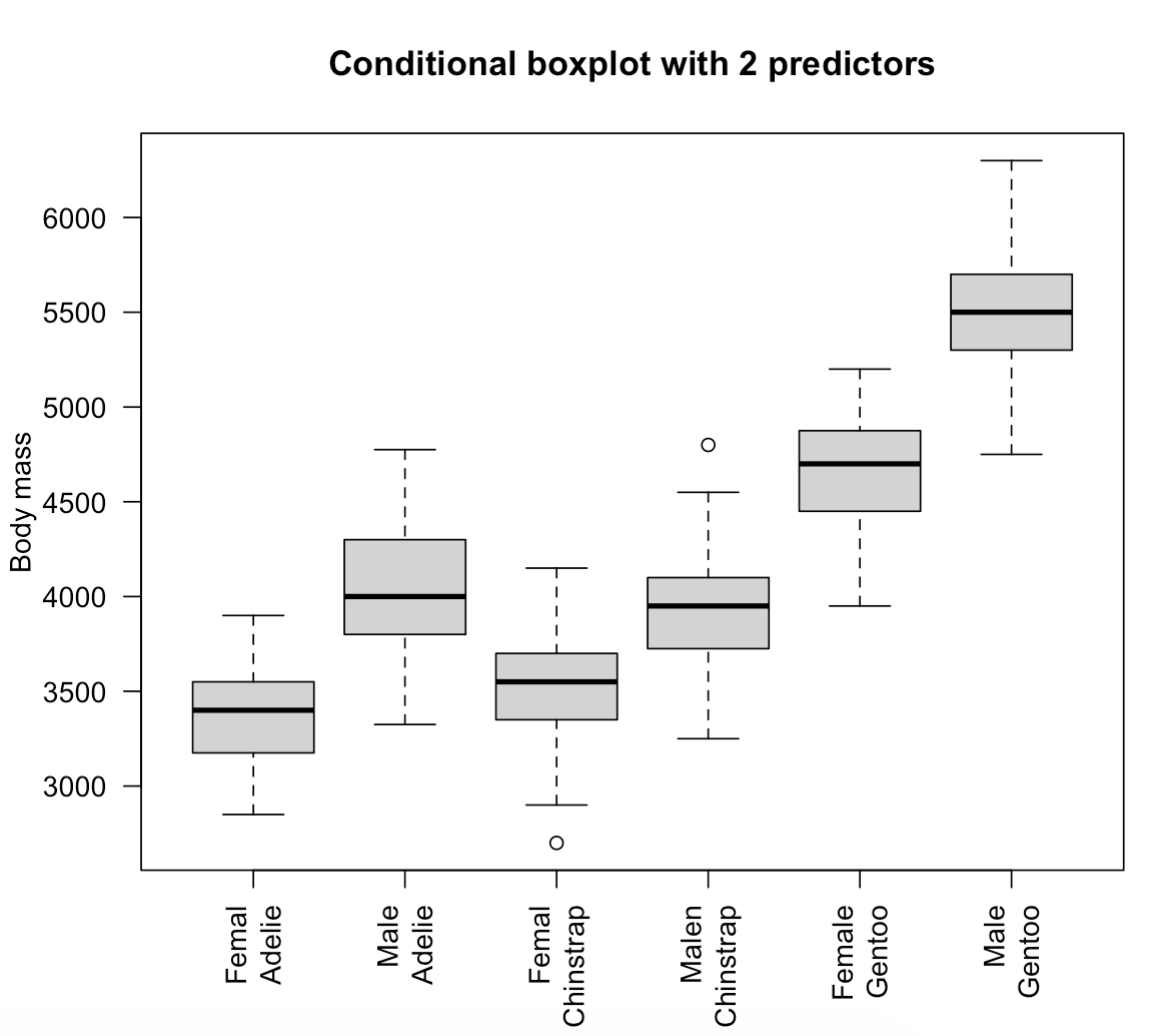 Conditional boxplot with 2 predictors
Body mass
6000
5500
5000
4500
4000
3500
3000
Femal
Adelie
Male
Adelie
Femal
Chinstrap
Malen
Chinstrap
Female
Gentoo
Male
Gentoo